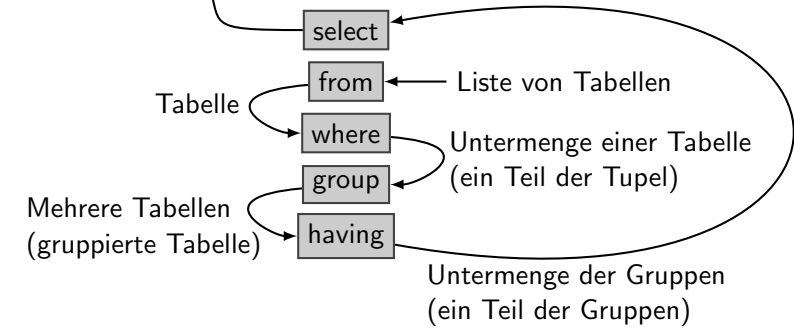 select
from
Liste von Tabellen
Tabelle
where
Untermenge einer Tabelle
(ein Teil der Tupel)
group
Mehrere Tabellen
(gruppierte Tabelle)
having
Untermenge der Gruppen
(ein Teil der Gruppen)